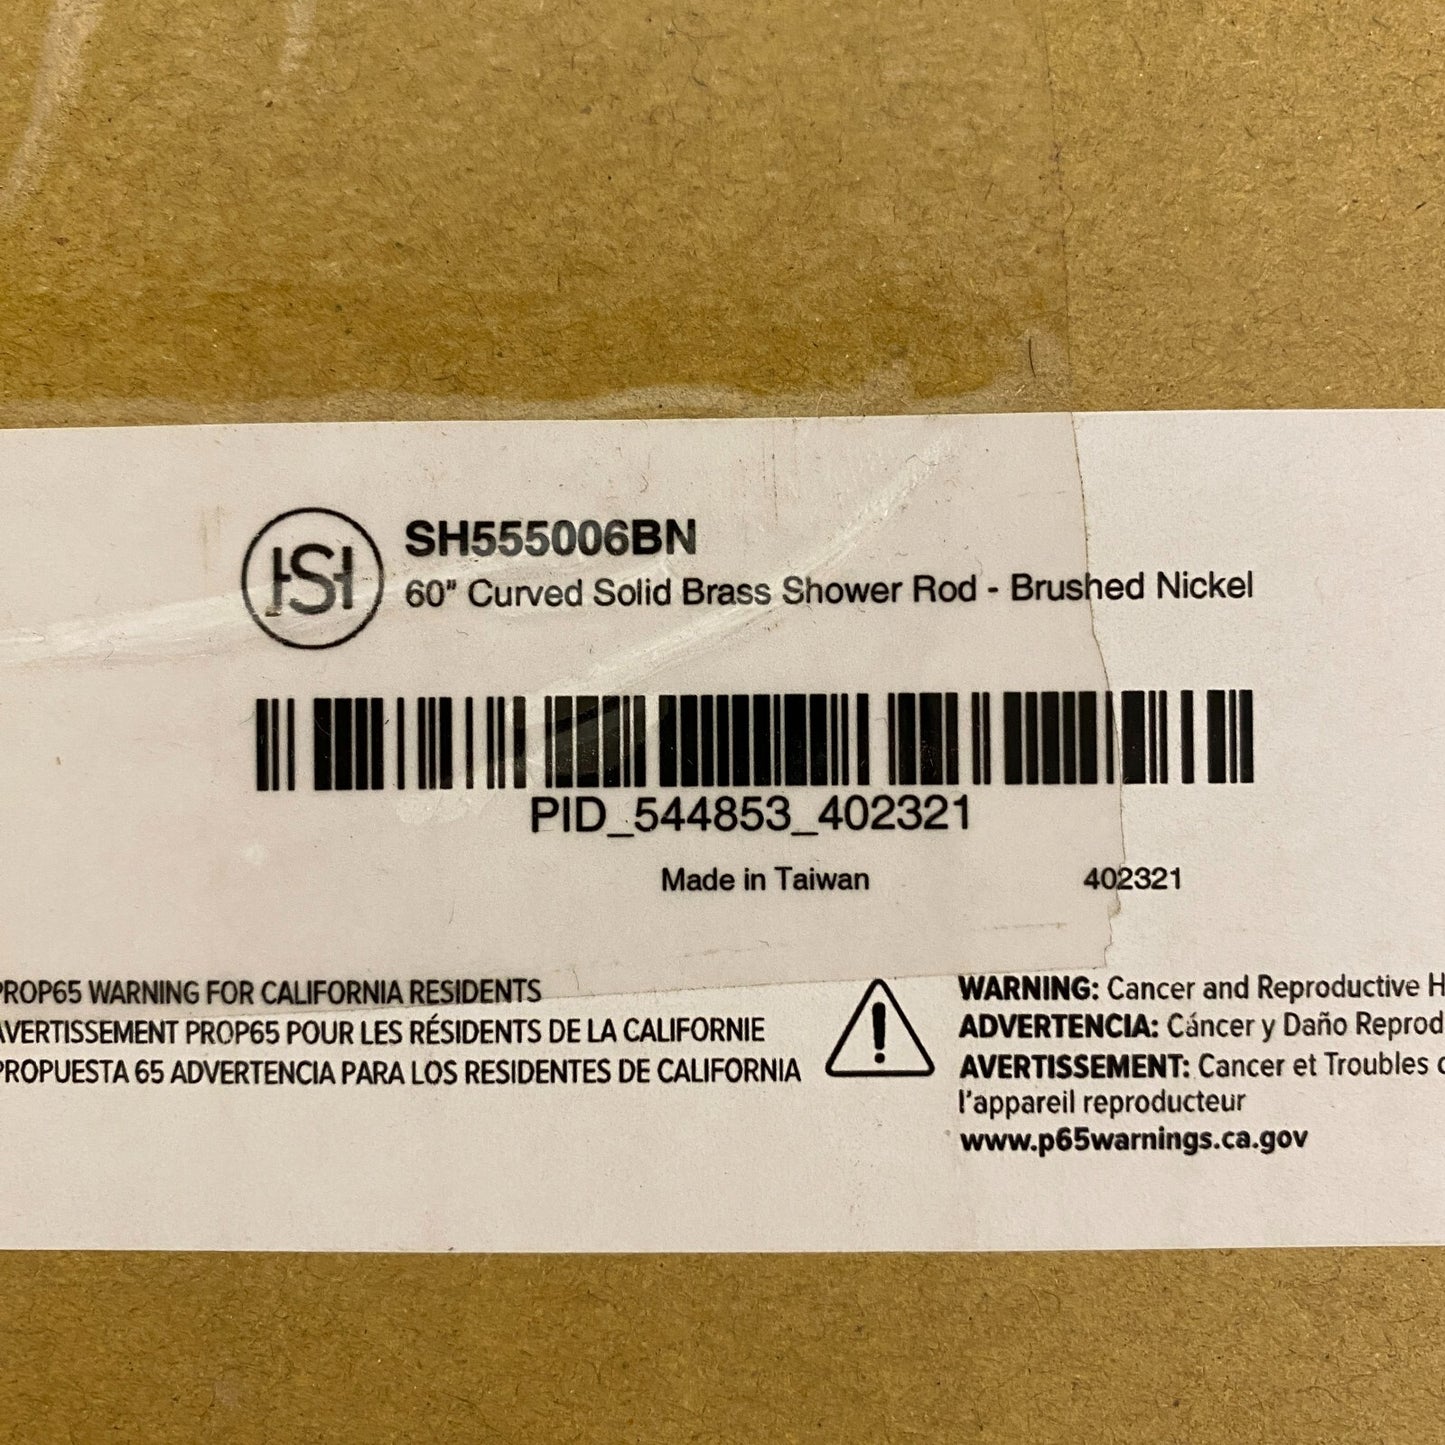 SH
SH555006BN
60" Curved Solid Brass Shower Rod - Brushed Nickel
PID_544853_402321
Made in Taiwan 402321
PROP65 WARNING FOR CALIFORNIA RESIDENTS
AVERTISSEMENT PROP65 POUR LES RÉSIDENTS DE LA CALIFORNIE
PROPUESTA 65 ADVERTENCIA PARA LOS RESIDENTES DE CALIFORNIA
WARNING: Cancer and Reproductive
ADVERTENCIA: Cáncer y Daño
AVERTISSEMENT: Cancer et Troubles
l'appareil reproducteur
www.p65warnings.ca.gov